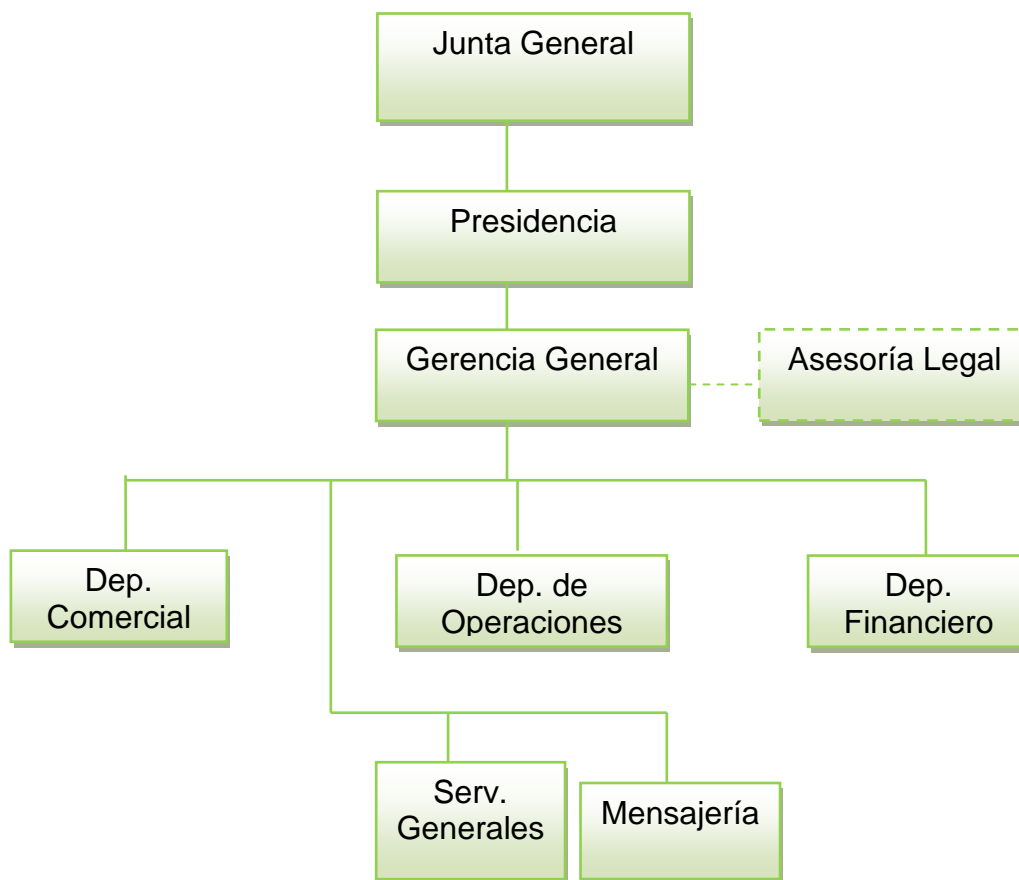 Junta General
Presidencia
Gerencia General
Asesoría Legal
Dep.
Comercial
Dep. de
Operaciones
Dep.
Financiero
Serv.
Generales
Mensajería